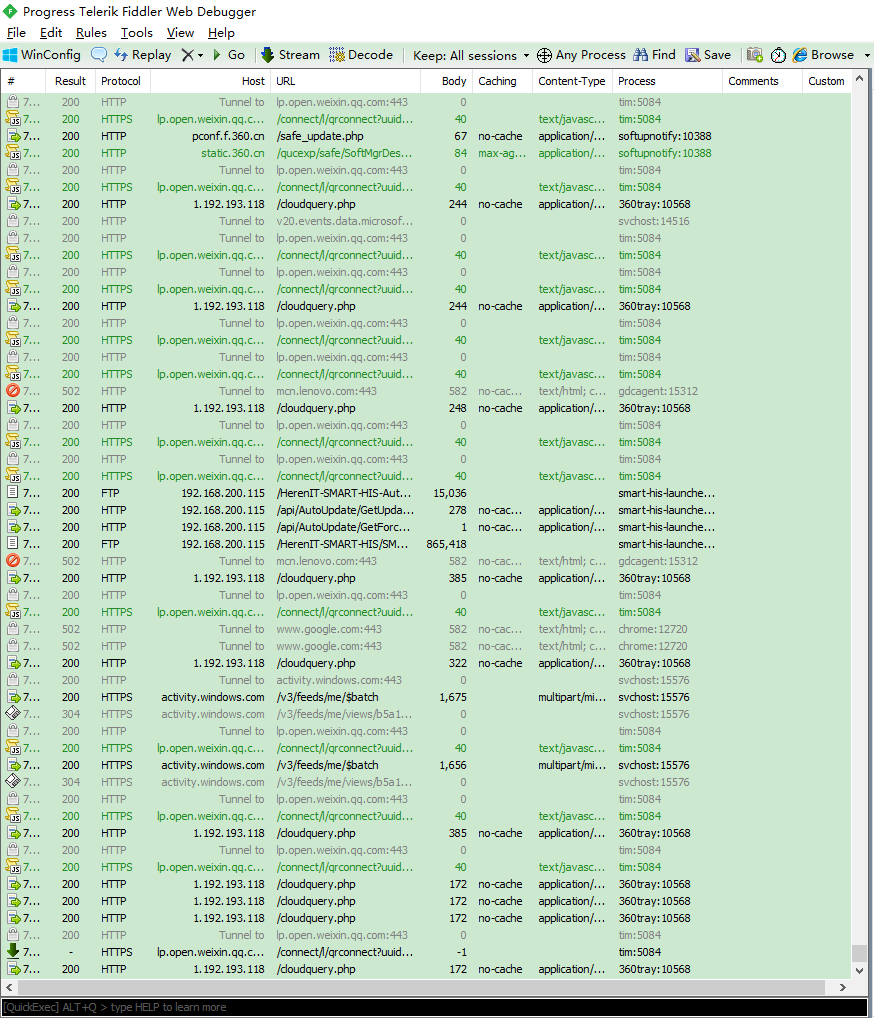 Progress Telerik Fiddler Web Debugger
File Edit Rules Tools View Help
WinConfig Replay Go Stream Decode Keep: All sessions Any Process Find Save Browse
# Result Protocol Host URL Body Caching Content-Type Process Comments Custom
7... 200 HTTP Tunnel to lp.open.weixin.qq.com:443 0 tim:5084
7... 200 HTTPS lp.open.weixin.qq.c... /connect/l/qrconnect?uuid... 40 text/javasc... tim:5084
7... 200 HTTP pconf.f.360.cn /safe_update.php 67 no-cache application/... softupnotify:10388
7... 200 HTTP static.360.cn /qucexp/safe/SoftMgrDes... 84 max-ag... application/... softupnotify:10388
7... 200 HTTP Tunnel to lp.open.weixin.qq.com:443 0 tim:5084
7... 200 HTTPS lp.open.weixin.qq.c... /connect/l/qrconnect?uuid... 40 text/javasc... tim:5084
7... 200 HTTP 1.192.193.118 /cloudquery.php 244 no-cache application/... 360tray:10568
7... 200 HTTP Tunnel to v20.events.data.microsof... 0 svchost:14516
7... 200 HTTP Tunnel to lp.open.weixin.qq.com:443 0 tim:5084
7... 200 HTTPS lp.open.weixin.qq.c... /connect/l/qrconnect?uuid... 40 text/javasc... tim:5084
7... 200 HTTP Tunnel to lp.open.weixin.qq.com:443 0 tim:5084
7... 200 HTTPS lp.open.weixin.qq.c... /connect/l/qrconnect?uuid... 40 text/javasc... tim:5084
7... 200 HTTP 1.192.193.118 /cloudquery.php 244 no-cache application/... 360tray:10568
7... 200 HTTP Tunnel to lp.open.weixin.qq.com:443 0 tim:5084
7... 200 HTTPS lp.open.weixin.qq.c... /connect/l/qrconnect?uuid... 40 text/javasc... tim:5084
7... 200 HTTP Tunnel to lp.open.weixin.qq.com:443 0 tim:5084
7... 200 HTTPS lp.open.weixin.qq.c... /connect/l/qrconnect?uuid... 40 text/javasc... tim:5084
7... 502 HTTP Tunnel to mcn.lenovo.com:443 582 no-cac... text/html; c... gdcagent:15312
7... 200 HTTP 1.192.193.118 /cloudquery.php 248 no-cache application/... 360tray:10568
7... 200 HTTP Tunnel to lp.open.weixin.qq.com:443 0 tim:5084
7... 200 HTTPS lp.open.weixin.qq.c... /connect/l/qrconnect?uuid... 40 text/javasc... tim:5084
7... 200 HTTP Tunnel to lp.open.weixin.qq.com:443 0 tim:5084
7... 200 HTTPS lp.open.weixin.qq.c... /connect/l/qrconnect?uuid... 40 text/javasc... tim:5084
7... 200 FTP 192.168.200.115 /HerenIT-SMART-HIS-Aut... 15,036 smart-his-launche...
7... 200 HTTP 192.168.200.115 /api/AutoUpdate/GetUpda... 278 no-cac... application/... smart-his-launche...
7... 200 HTTP 192.168.200.115 /api/AutoUpdate/GetForc... 1 no-cac... application/... smart-his-launche...
7... 200 FTP 192.168.200.115 /HerenIT-SMART-HIS/SM... 865,418 smart-his-launche...
7... 502 HTTP Tunnel to mcn.lenovo.com:443 582 no-cac... text/html; c... gdcagent:15312
7... 200 HTTP 1.192.193.118 /cloudquery.php 385 no-cache application/... 360tray:10568
7... 200 HTTP Tunnel to lp.open.weixin.qq.com:443 0 tim:5084
7... 200 HTTPS lp.open.weixin.qq.c... /connect/l/qrconnect?uuid... 40 text/javasc... tim:5084
7... 502 HTTP Tunnel to www.google.com:443 582 no-cac... text/html; c... chrome:12720
7... 502 HTTP Tunnel to www.google.com:443 582 no-cac... text/html; c... chrome:12720
7... 200 HTTP 1.192.193.118 /cloudquery.php 322 no-cache application/... 360tray:10568
7... 200 HTTP Tunnel to activity.windows.com:443 0 svchost:15576
7... 200 HTTPS activity.windows.com /v3/feeds/me/$batch 1,675 multipart/mi... svchost:15576
7... 304 HTTPS activity.windows.com /v3/feeds/me/views/b5a1... 0 svchost:15576
7... 200 HTTP Tunnel to lp.open.weixin.qq.com:443 0 tim:5084
7... 200 HTTPS lp.open.weixin.qq.c... /connect/l/qrconnect?uuid... 40 text/javasc... tim:5084
7... 200 HTTPS activity.windows.com /v3/feeds/me/$batch 1,656 multipart/mi... svchost:15576
7... 304 HTTPS activity.windows.com /v3/feeds/me/views/b5a1... 0 svchost:15576
7... 200 HTTP Tunnel to lp.open.weixin.qq.com:443 0 tim:5084
7... 200 HTTPS lp.open.weixin.qq.c... /connect/l/qrconnect?uuid... 40 text/javasc... tim:5084
7... 200 HTTP 1.192.193.118 /cloudquery.php 385 no-cache application/... 360tray:10568
7... 200 HTTP Tunnel to lp.open.weixin.qq.com:443 0 tim:5084
7... 200 HTTPS lp.open.weixin.qq.c... /connect/l/qrconnect?uuid... 40 text/javasc... tim:5084
7... 200 HTTP 1.192.193.118 /cloudquery.php 172 no-cache application/... 360tray:10568
7... 200 HTTP 1.192.193.118 /cloudquery.php 172 no-cache application/... 360tray:10568
7... 200 HTTP 1.192.193.118 /cloudquery.php 172 no-cache application/... 360tray:10568
7... 200 HTTP Tunnel to lp.open.weixin.qq.com:443 0 tim:5084
7... - HTTPS lp.open.weixin.qq.c... /connect/l/qrconnect?uuid... -1 tim:5084
7... 200 HTTP 1.192.193.118 /cloudquery.php 172 no-cache application/... 360tray:10568
[QuickExec] ALT+Q > type HELP to learn more